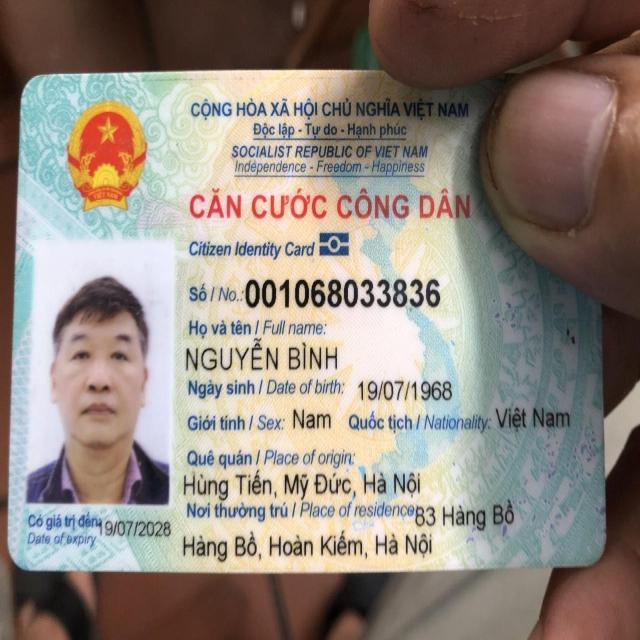 CỘNG HÒA XÃ HỘI CHỦ NGHĨA VIỆT NAM
Độc lập - Tự do - Hạnh phúc
SOCIALIST REPUBLIC OF VIET NAM
Independence - Freedom - Happiness
CĂN CƯỚC CÔNG DÂN
Citizen Identity Card
Số / No.: 001068033836
Họ và tên / Full name:
NGUYỄN BÌNH
Ngày sinh / Date of birth: 19/07/1968
Giới tính / Sex: Nam Quốc tịch / Nationality: Việt Nam
Quê quán / Place of origin:
Hùng Tiến, Mỹ Đức, Hà Nội
Nơi thường trú / Place of residence: 83 Hàng Bồ
Hàng Bồ, Hoàn Kiếm, Hà Nội
Có giá trị đến: 19/07/2028
Date of expiry